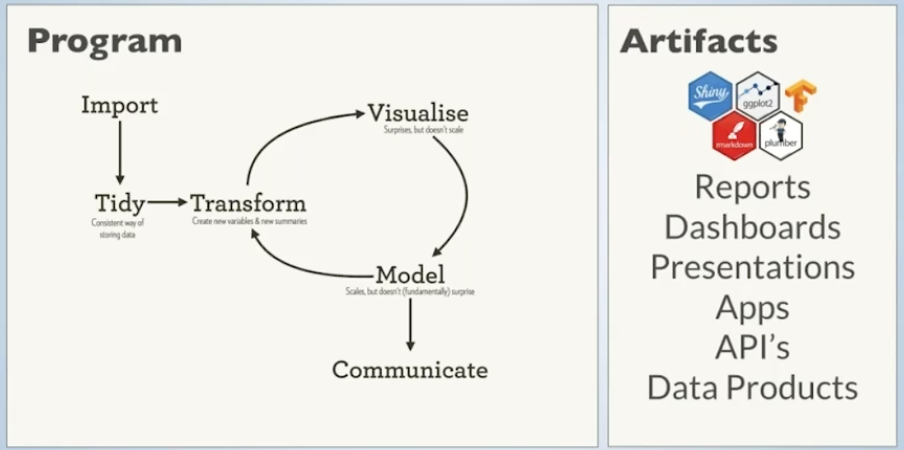 Program
Import
Visualise
Surprises, but doesn't scale
Tidy
Consistent way of
storing data
Transform
Create new variables & new summaries
Model
Scales, but doesn't (fundamentally) surprise
Communicate
Artifacts
Shiny
ggplot2
rmarkdown
plumber
Reports
Dashboards
Presentations
Apps
API's
Data Products